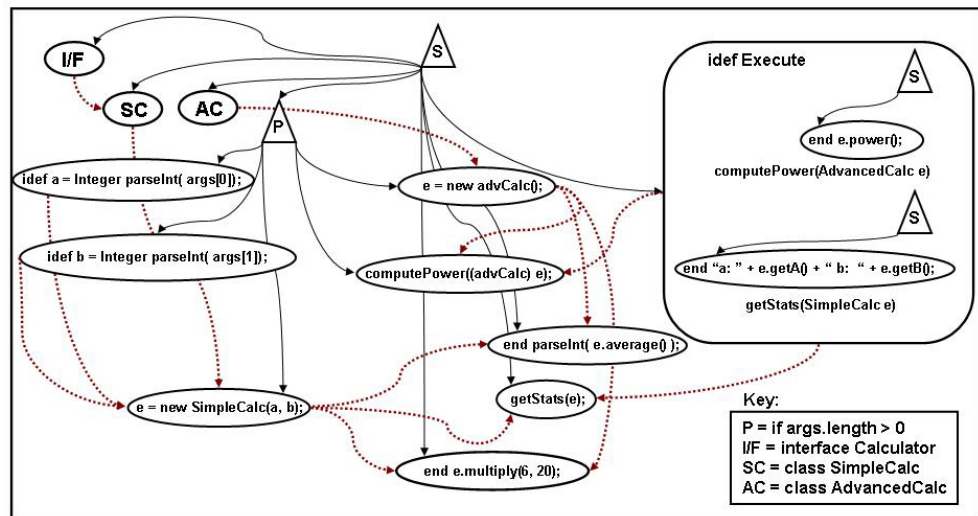 S
I/F
SC
AC
P
idef a = Integer parseInt( args[0]);
e = new advCalc();
idef b = Integer parseInt( args[1]);
computePower((advCalc) e);
end parseInt( e.average() );
e = new SimpleCalc(a, b);
getStats(e);
end e.multiply(6, 20);
idef Execute
S
end e.power();
computePower(AdvancedCalc e)
S
end “a: ” + e.getA() + “ b:  “ + e.getB();
getStats(SimpleCalc e)
Key:
P = if args.length > 0
I/F = interface Calculator
SC = class SimpleCalc
AC = class AdvancedCalc